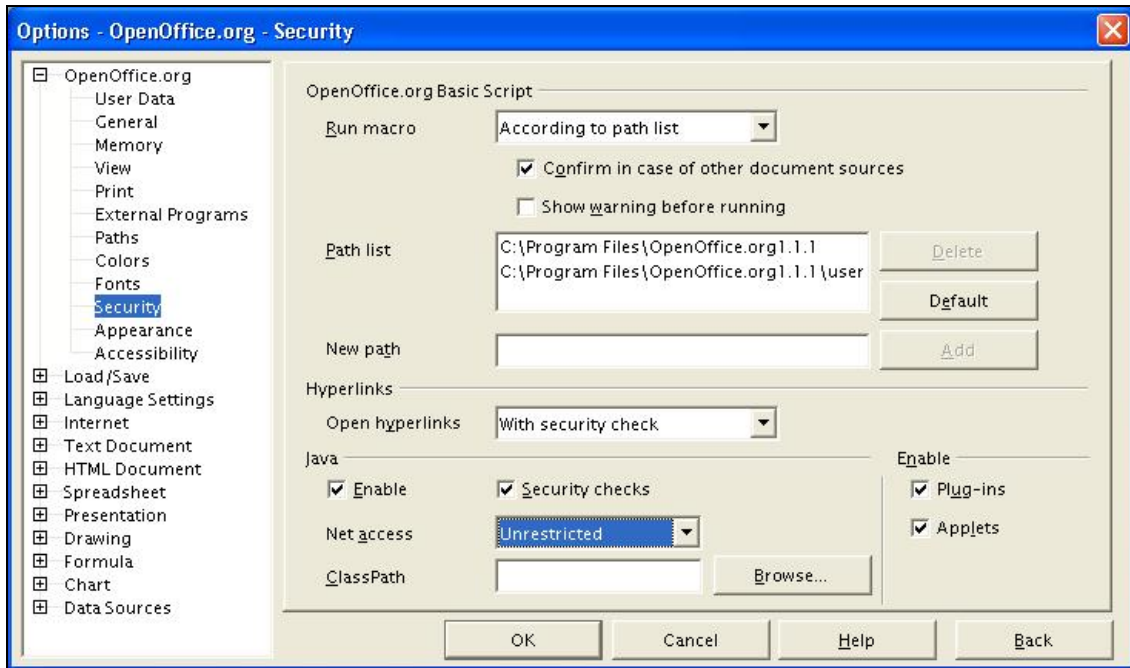 Options - OpenOffice.org - Security
OpenOffice.org
User Data
General
Memory
View
Print
External Programs
Paths
Colors
Fonts
Security
Appearance
Accessibility
Load/Save
Language Settings
Internet
Text Document
HTML Document
Spreadsheet
Presentation
Drawing
Formula
Chart
Data Sources
OpenOffice.org Basic Script
Run macro According to path list
Confirm in case of other document sources
Show warning before running
Path list C:\Program Files\OpenOffice.org1.1.1 Delete
C:\Program Files\OpenOffice.org1.1.1\user
Default
New path Add
Hyperlinks
Open hyperlinks With security check
Java Enable
Enable Security checks Plug-ins
Net access Unrestricted Applets
ClassPath Browse...
OK Cancel Help Back